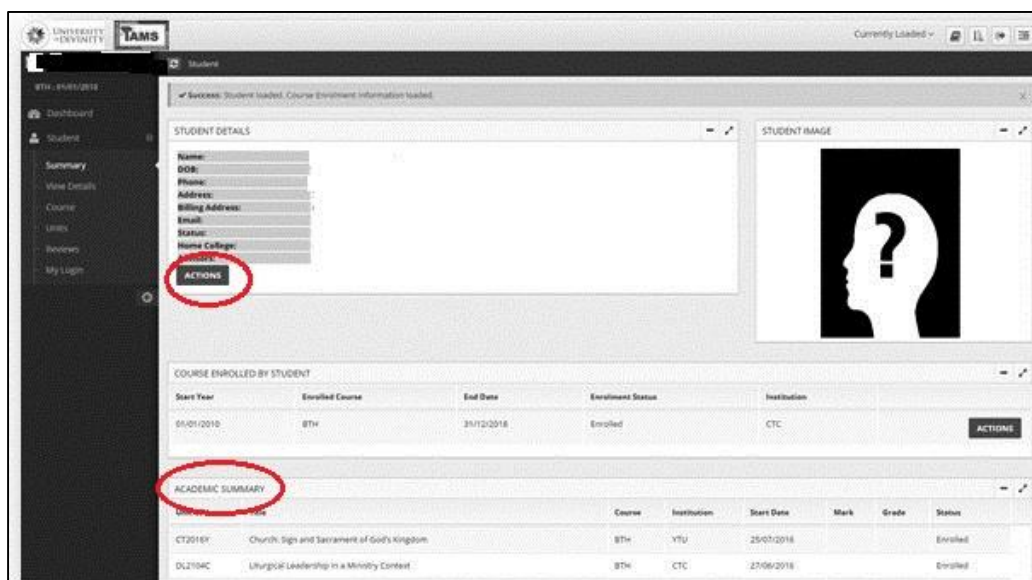 UNIVERSITY
OF DIVINITY
TAMS
Currently Loaded
BTH : 01/01/2010
Student
Success: Student loaded. Course Enrolment information loaded.
Dashboard
Student
Summary
View Details
Course
Units
Reviews
My Login
STUDENT DETAILS
Name:
DOB:
Phone:
Address:
Billing Address:
Email:
Status:
Home College:
ACTIONS
STUDENT IMAGE
?
COURSE ENROLLED BY STUDENT
Start Year Enrolled Course End Date Enrolment Status Institution
01/01/2010 BTH 31/12/2018 Enrolled CTC ACTIONS
ACADEMIC SUMMARY
Title Course Institution Start Date Mark Grade Status
CT2016Y Church: Sign and Sacrament of God's Kingdom BTH YTU 25/07/2016 Enrolled
DL2104C Liturgical Leadership in a Ministry Context BTH CTC 27/06/2016 Enrolled